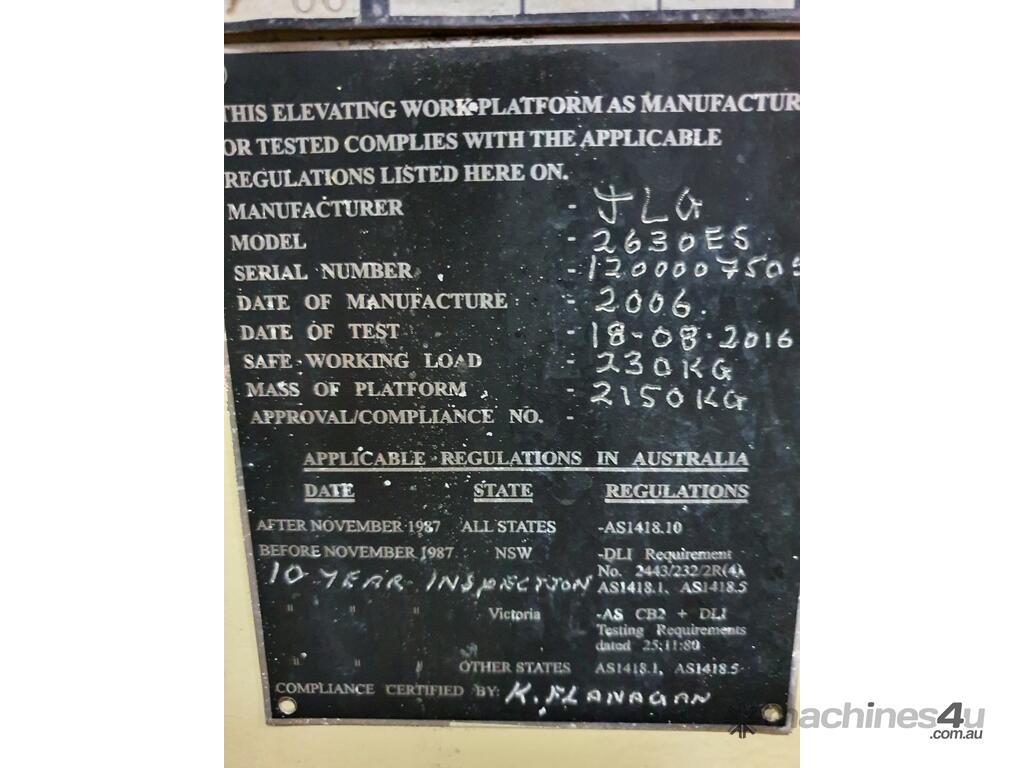 THIS ELEVATING WORK PLATFORM AS MANUFACTUR
OR TESTED COMPLIES WITH THE APPLICABLE
REGULATIONS LISTED HERE ON.
MANUFACTURER - JLG
MODEL - 2630ES
SERIAL NUMBER - 1200007505
DATE OF MANUFACTURE - 2006.
DATE OF TEST - 18-08-2016
SAFE WORKING LOAD - 230KG
MASS OF PLATFORM - 2150KG
APPROVAL/COMPLIANCE NO. -
APPLICABLE REGULATIONS IN AUSTRALIA
DATE STATE REGULATIONS
AFTER NOVEMBER 1987 ALL STATES -AS1418.10
BEFORE NOVEMBER 1987 NSW -DLI Requirement
No. 2443/232/2R(4)
10 YEAR INSPECTION AS1418.1, AS1418.5
" " " Victoria -AS CB2 + DLI
Testing Requirements
dated 25:11:80
" " " OTHER STATES AS1418.1, AS1418.5
COMPLIANCE CERTIFIED BY: K. FLANAGAN
machines4u
.com.au